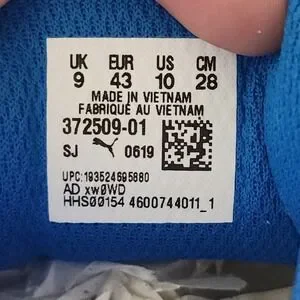 UK EUR US CM
9 43 10 28
MADE IN VIETNAM
FABRIQUÉ AU VIETNAM
372509-01
SJ 0619
UPC:193524695880
AD xw0WD
HHS00154 4600744011_1